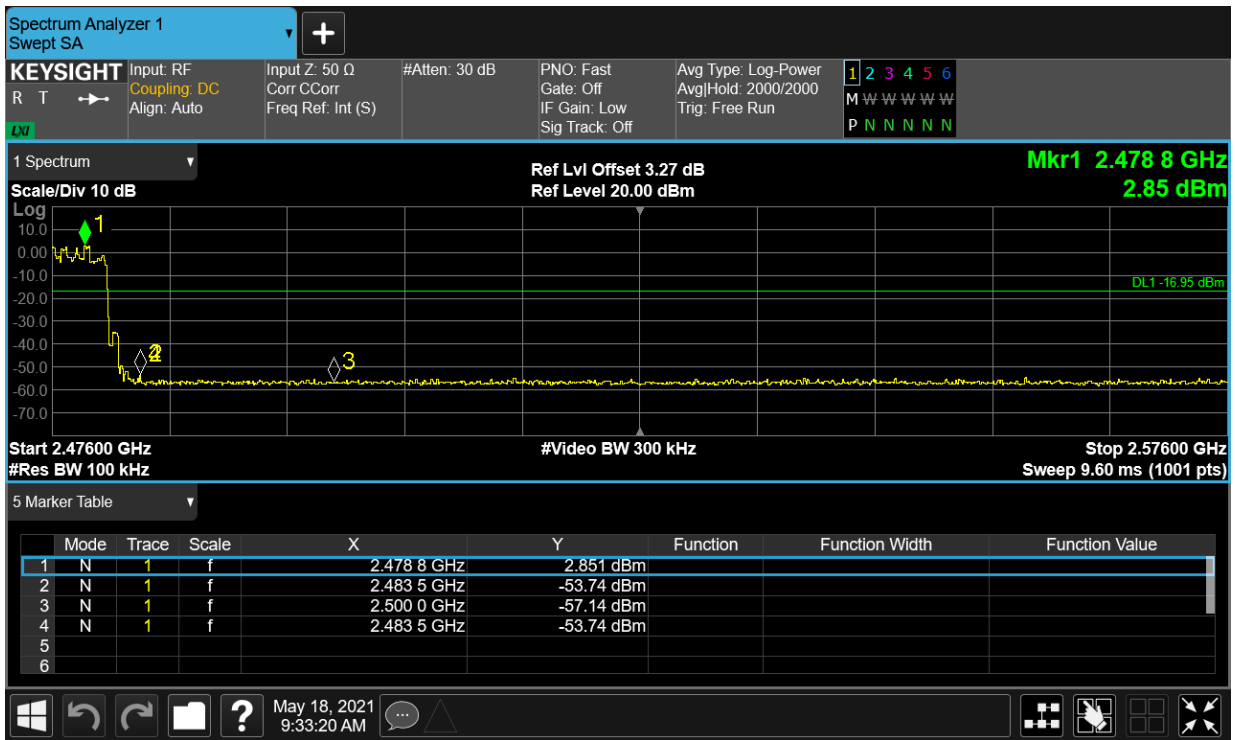 Spectrum Analyzer 1
Swept SA
KEYSIGHT
R T
LXI
Input: RF
Coupling: DC
Align: Auto
Input Z: 50 Ω
Corr CCorr
Freq Ref: Int (S)
#Atten: 30 dB
PNO: Fast
Gate: Off
IF Gain: Low
Sig Track: Off
Avg Type: Log-Power
Avg|Hold: 2000/2000
Trig: Free Run
1 2 3 4 5 6
M W W W W W
P N N N N N
1 Spectrum
Scale/Div 10 dB
Ref Lvl Offset 3.27 dB
Ref Level 20.00 dBm
Mkr1 2.478 8 GHz
2.85 dBm
Log
10.0
0.00
-10.0
-20.0
-30.0
-40.0
-50.0
-60.0
-70.0
1
2
4
3
DL1 -16.95 dBm
Start 2.47600 GHz
#Res BW 100 kHz
#Video BW 300 kHz
Stop 2.57600 GHz
Sweep 9.60 ms (1001 pts)
5 Marker Table
Mode Trace Scale X Y Function Function Width Function Value
1 N 1 f 2.478 8 GHz 2.851 dBm
2 N 1 f 2.483 5 GHz -53.74 dBm
3 N 1 f 2.500 0 GHz -57.14 dBm
4 N 1 f 2.483 5 GHz -53.74 dBm
5
6
?
May 18, 2021
9:33:20 AM